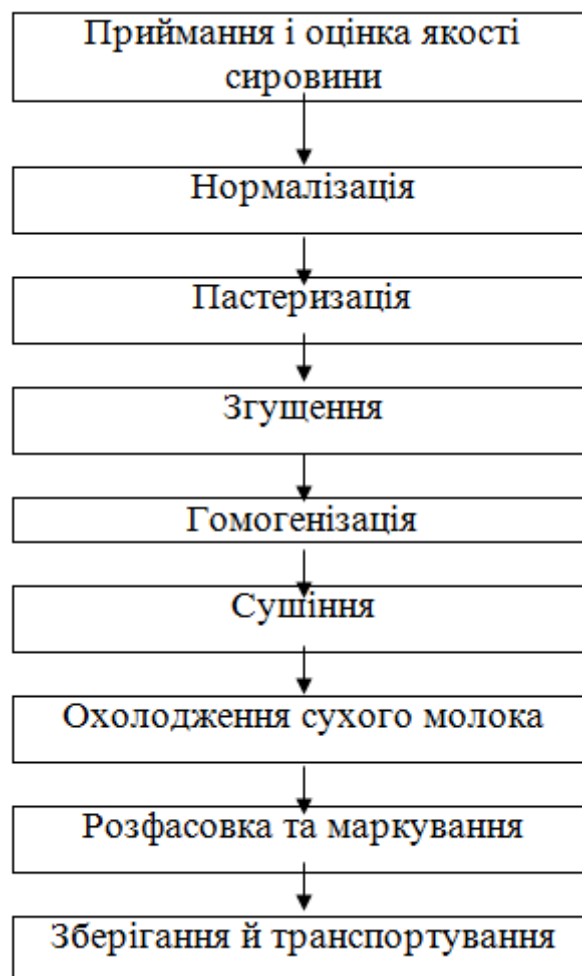 Приймання і оцінка якості
сировини
Нормалізація
Пастеризація
Згущення
Гомогенізація
Сушіння
Охолодження сухого молока
Розфасовка та маркування
Зберігання й транспортування